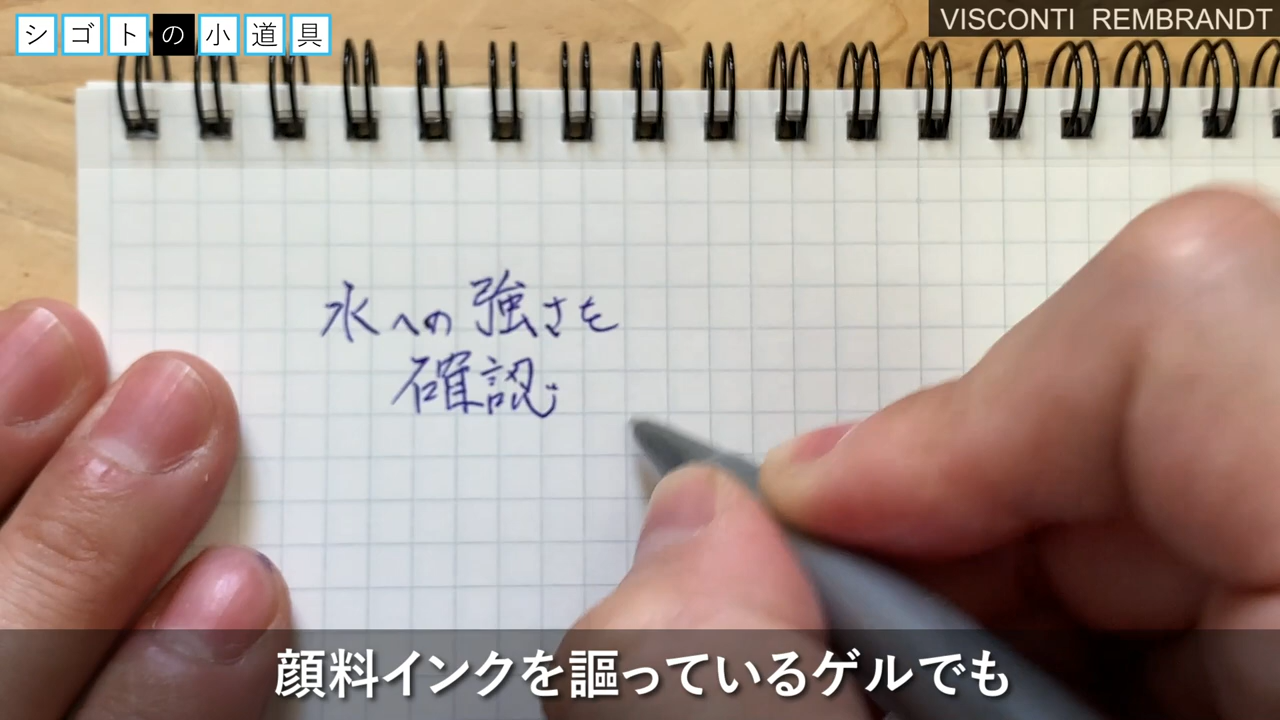 シゴトの小道具
VISCONTI REMBRANDT
水への強さを
確認
顔料インクを謳っているゲルでも